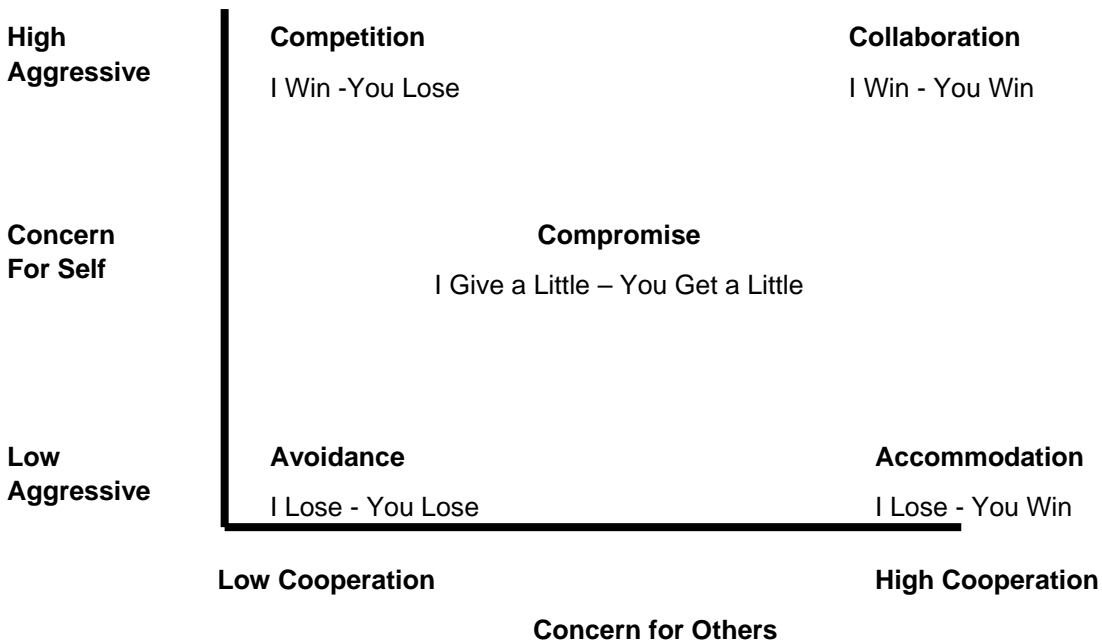 High
Aggressive
Competition
Collaboration
I Win -You Lose
I Win - You Win
Concern
For Self
Compromise
I Give a Little – You Get a Little
Low
Aggressive
Avoidance
Accommodation
I Lose - You Lose
I Lose - You Win
Low Cooperation
High Cooperation
Concern for Others